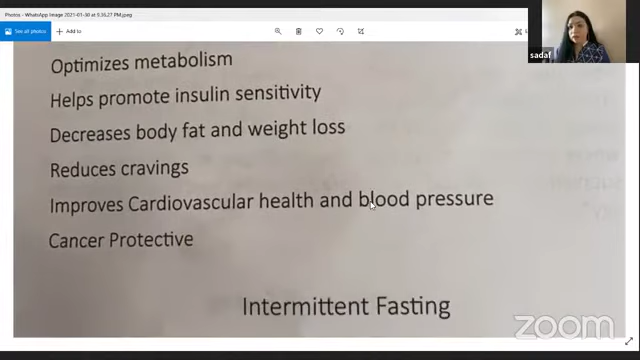 Photos - WhatsApp Image 2021-01-30 at 9.36.27 PM.jpeg
See all photos
Add to
sadaf
Optimizes metabolism
Helps promote insulin sensitivity
Decreases body fat and weight loss
Reduces cravings
Improves Cardiovascular health and blood pressure
Cancer Protective
Intermittent Fasting
zoom